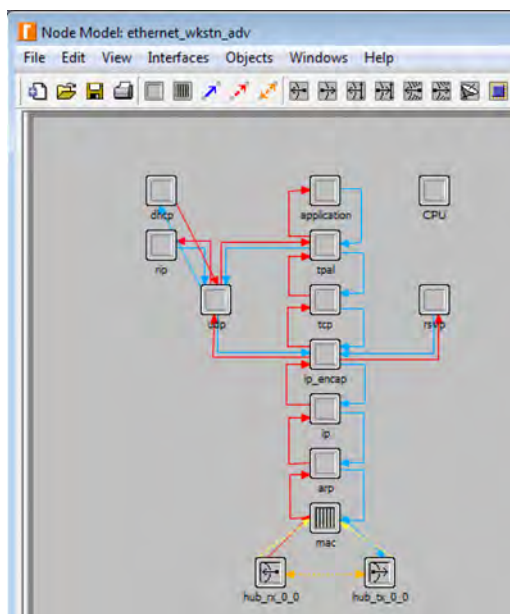 Node Model: ethernet_wkstn_adv
File Edit View Interfaces Objects Windows Help
dhcp application CPU
rip tpal
udp tcp rsvp
ip_encap
ip
arp
mac
hub_rx_0_0 hub_tx_0_0